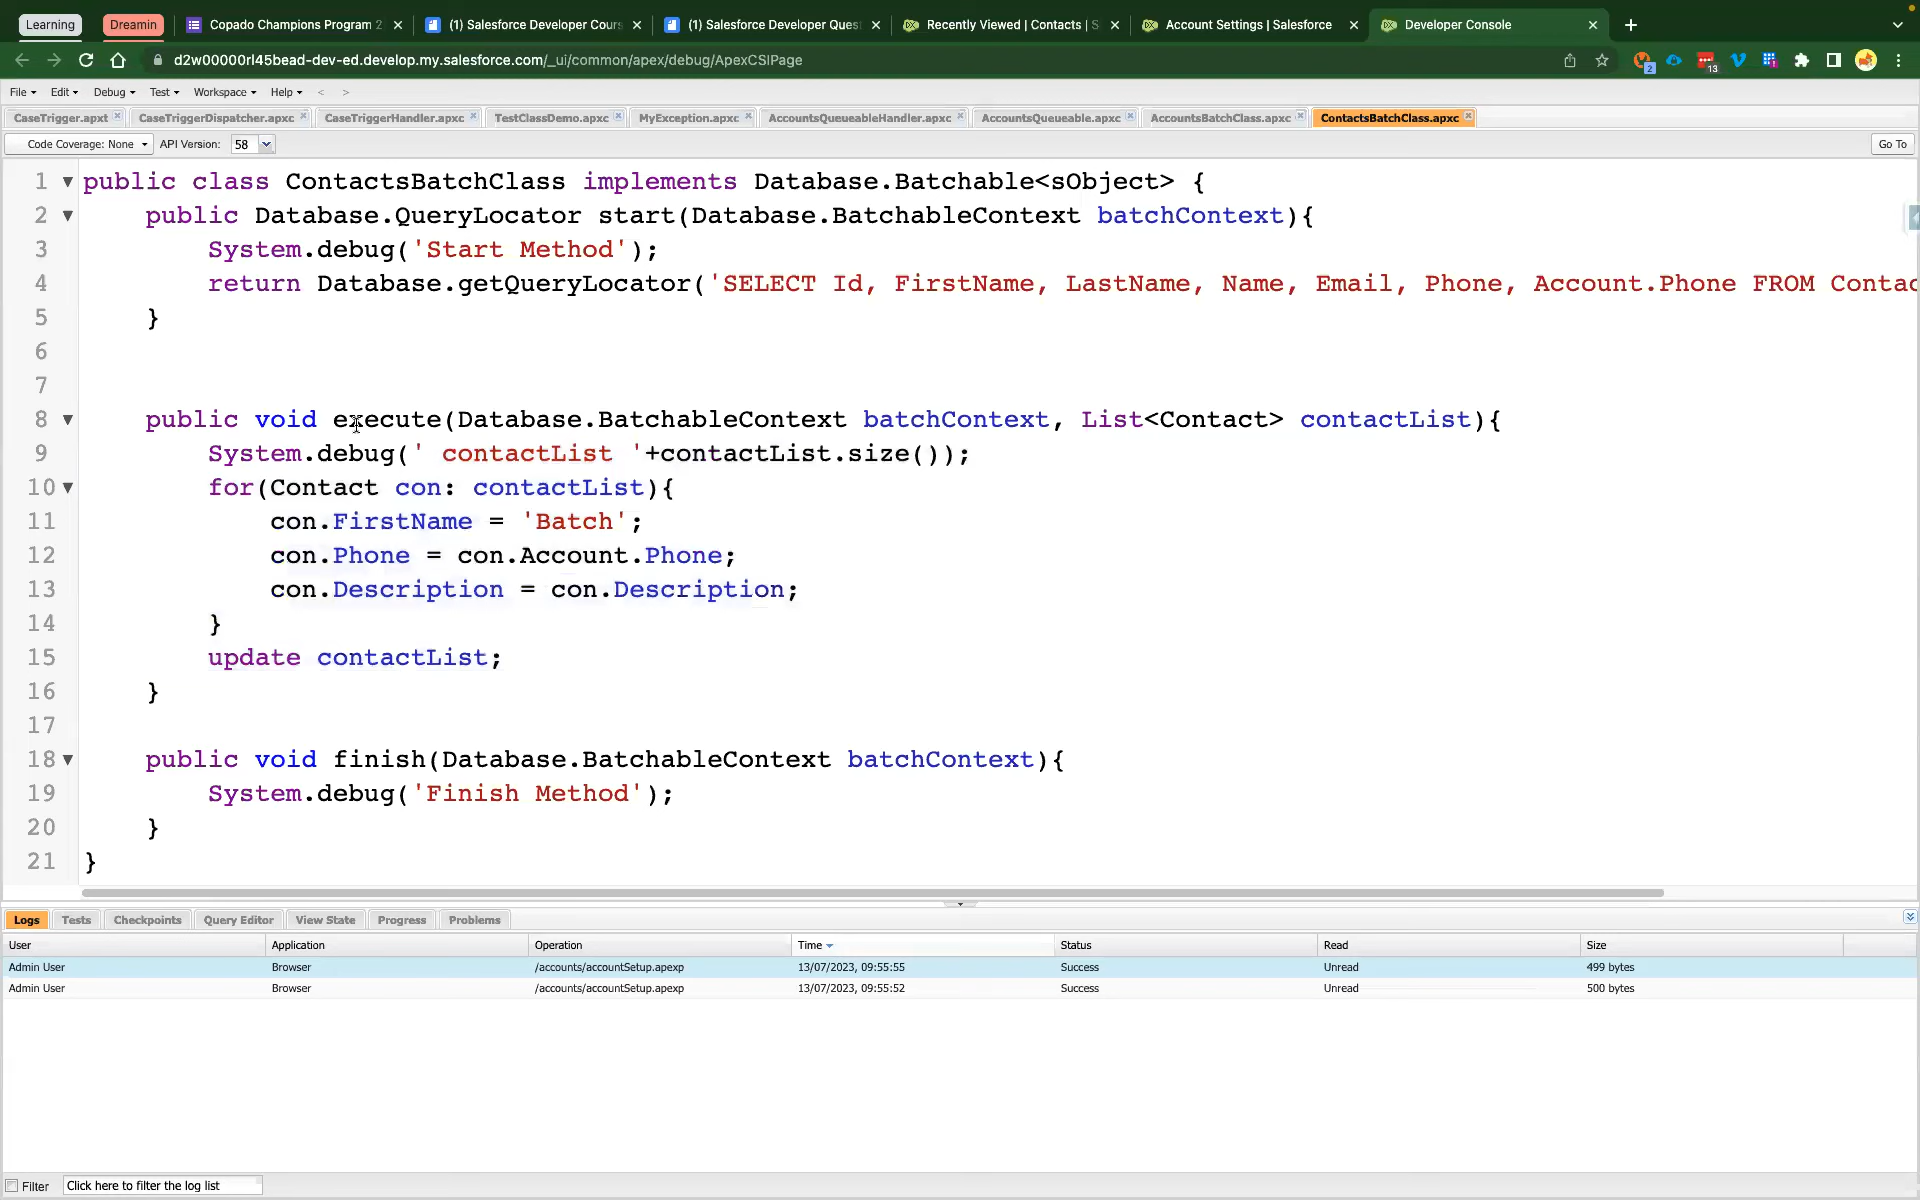 Learning Dreamin Copado Champions Program 2 (1) Salesforce Developer Cour (1) Salesforce Developer Ques Recently Viewed | Contacts | S Account Settings | Salesforce Developer Console
d2w00000rl45bead-dev-ed.develop.my.salesforce.com/_ui/common/apex/debug/ApexCSIPage 2 13
File Edit Debug Test Workspace Help < >
CaseTrigger.apxt CaseTriggerDispatcher.apxc CaseTriggerHandler.apxc TestClassDemo.apxc MyException.apxc AccountsQueueableHandler.apxc AccountsQueueable.apxc AccountsBatchClass.apxc ContactsBatchClass.apxc
Code Coverage: None API Version: 58 Go To
1 public class ContactsBatchClass implements Database.Batchable<sObject> {
2 public Database.QueryLocator start(Database.BatchableContext batchContext){
3 System.debug('Start Method');
4 return Database.getQueryLocator('SELECT Id, FirstName, LastName, Name, Email, Phone, Account.Phone FROM Contac
5 }
6
7
8 public void execute(Database.BatchableContext batchContext, List<Contact> contactList){
9 System.debug(' contactList '+contactList.size());
10 for(Contact con: contactList){
11 con.FirstName = 'Batch';
12 con.Phone = con.Account.Phone;
13 con.Description = con.Description;
14 }
15 update contactList;
16 }
17
18 public void finish(Database.BatchableContext batchContext){
19 System.debug('Finish Method');
20 }
21 }
Logs Tests Checkpoints Query Editor View State Progress Problems
User Application Operation Time Status Read Size
Admin User Browser /accounts/accountSetup.apexp 13/07/2023, 09:55:55 Success Unread 499 bytes
Admin User Browser /accounts/accountSetup.apexp 13/07/2023, 09:55:52 Success Unread 500 bytes
Filter Click here to filter the log list